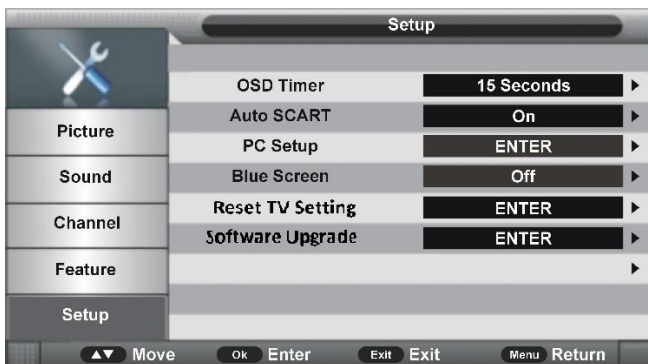 Setup
OSD Timer 15 Seconds
Auto SCART On
Picture
PC Setup ENTER
Sound
Blue Screen Off
Reset TV Setting ENTER
Channel
Software Upgrade ENTER
Feature
Setup
Move Ok Enter Exit Exit Menu Return